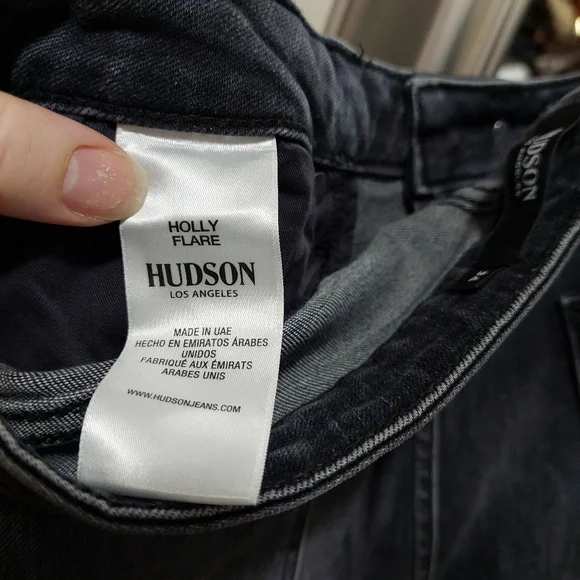 HOLLY
FLARE
HUDSON
LOS ANGELES
MADE IN UAE
HECHO EN EMIRATOS ÁRABES
UNIDOS
FABRIQUÉ AUX ÉMIRATS
ARABES UNIS
WWW.HUDSONJEANS.COM
HUDSON